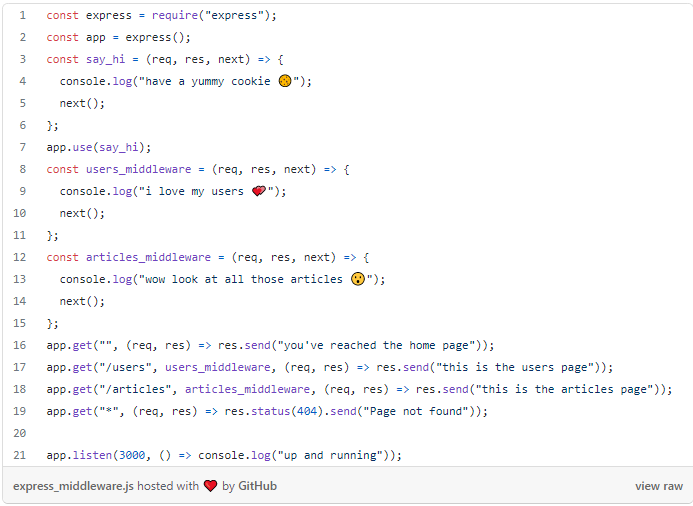 1 const express = require("express");
2 const app = express();
3 const say_hi = (req, res, next) => {
4 console.log("have a yummy cookie 🍪");
5 next();
6 };
7 app.use(say_hi);
8 const users_middleware = (req, res, next) => {
9 console.log("i love my users 💕");
10 next();
11 };
12 const articles_middleware = (req, res, next) => {
13 console.log("wow look at all those articles 😮");
14 next();
15 };
16 app.get("", (req, res) => res.send("you've reached the home page"));
17 app.get("/users", users_middleware, (req, res) => res.send("this is the users page"));
18 app.get("/articles", articles_middleware, (req, res) => res.send("this is the articles page"));
19 app.get("*", (req, res) => res.status(404).send("Page not found"));
20
21 app.listen(3000, () => console.log("up and running"));
express_middleware.js hosted with ❤ by GitHub view raw